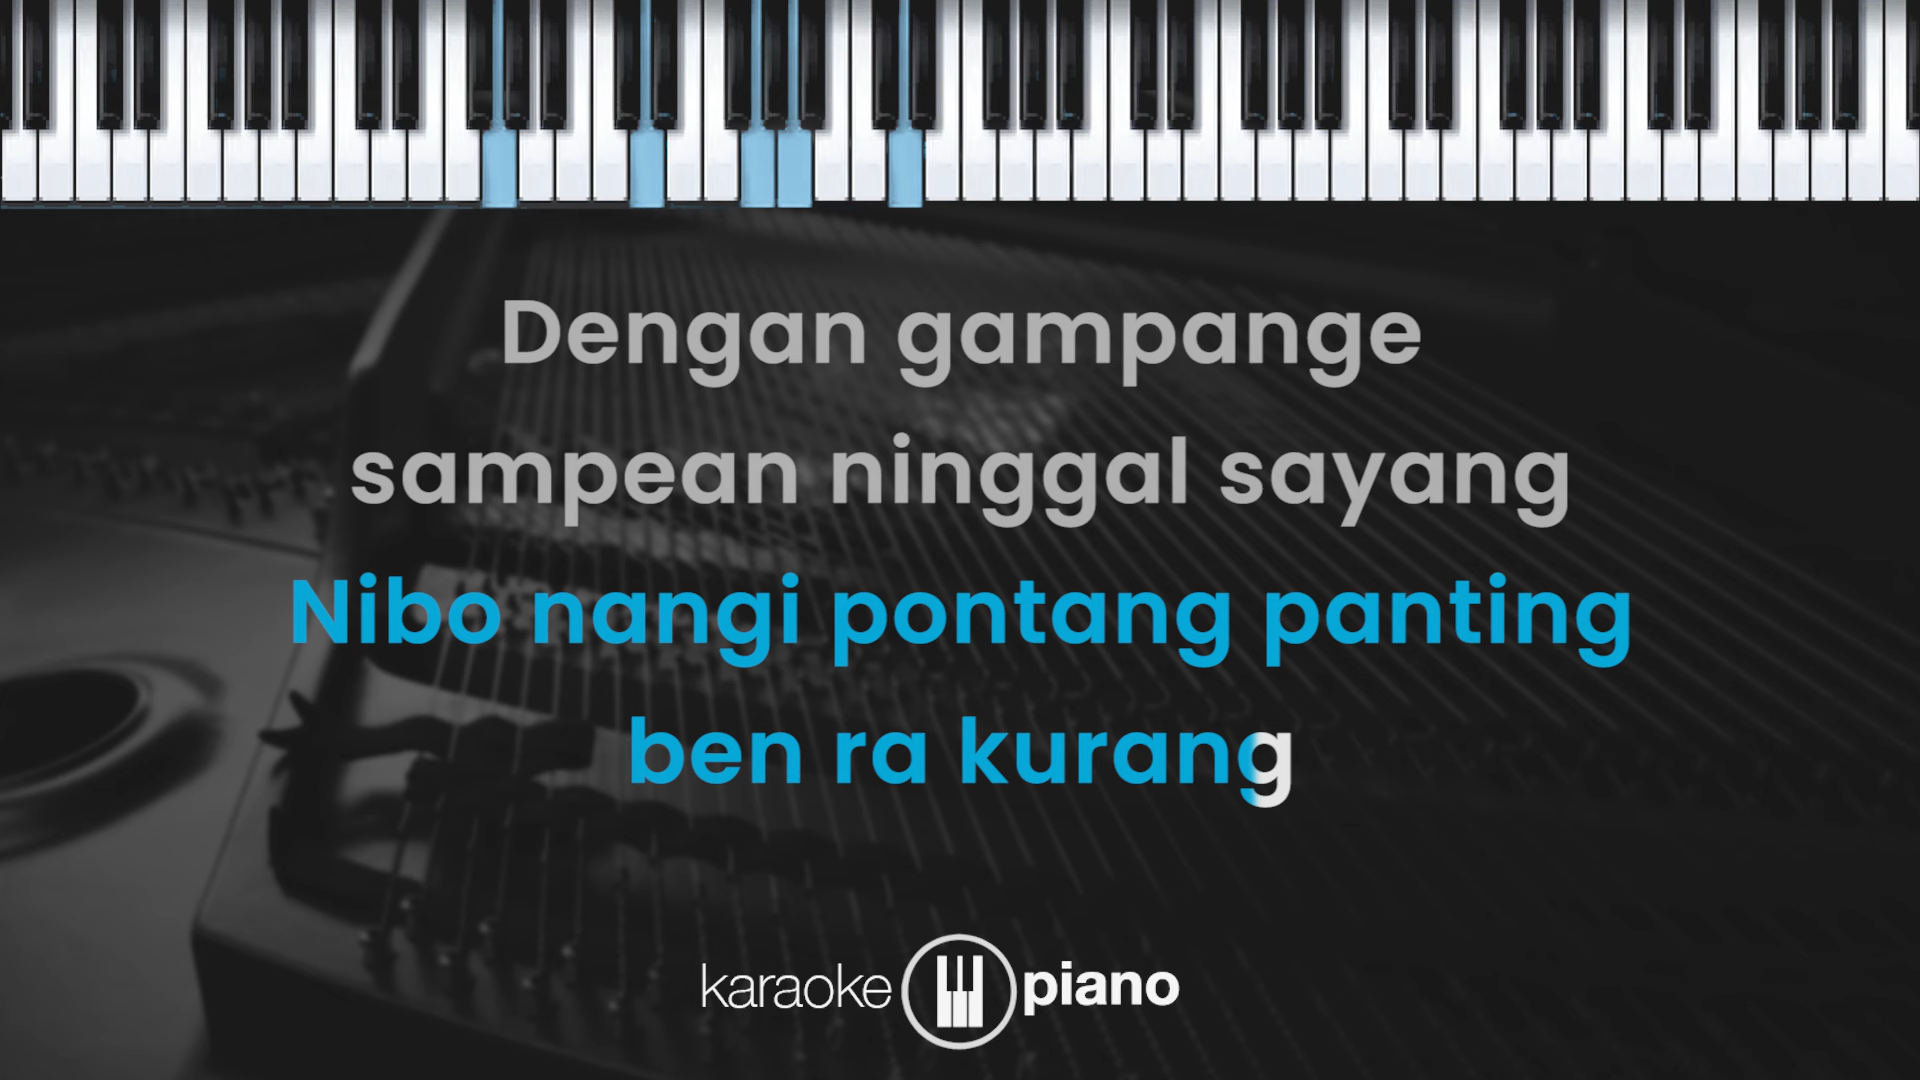 Dengan gampange
sampean ninggal sayang
Nibo nangi pontang panting
ben ra kurang
karaoke piano